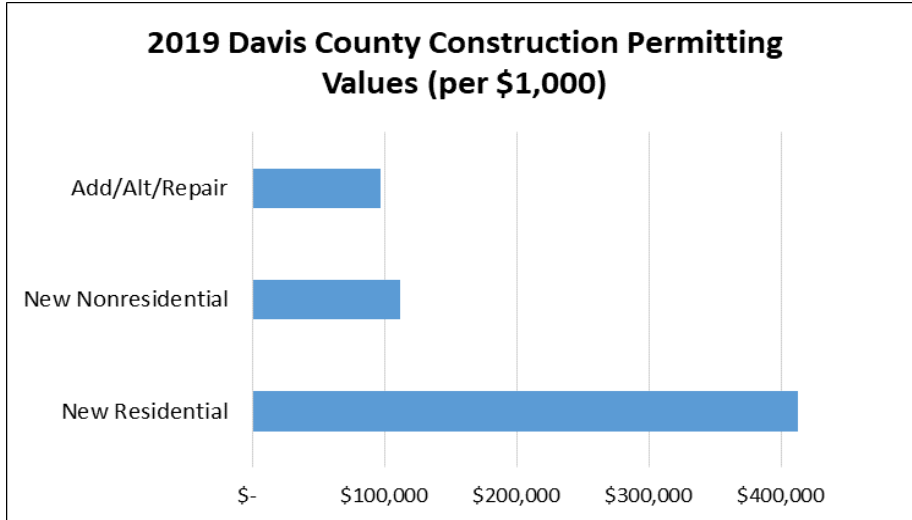 2019 Davis County Construction Permitting
Values (per $1,000)
Add/Alt/Repair
New Nonresidential
New Residential
$- $100,000 $200,000 $300,000 $400,000